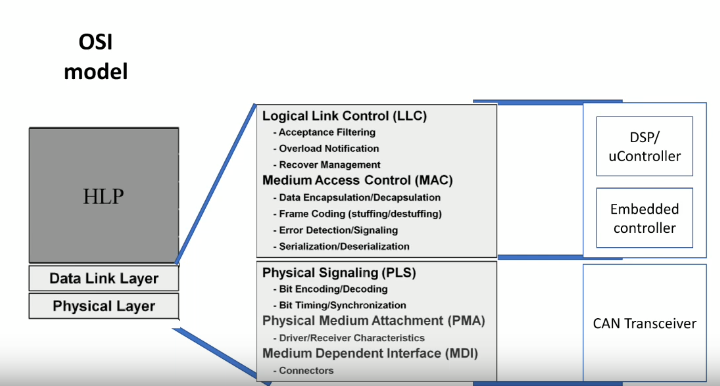 OSI
model
HLP
Data Link Layer
Physical Layer
Logical Link Control (LLC)
- Acceptance Filtering
- Overload Notification
- Recover Management
Medium Access Control (MAC)
- Data Encapsulation/Decapsulation
- Frame Coding (stuffing/destuffing)
- Error Detection/Signaling
- Serialization/Deserialization
Physical Signaling (PLS)
- Bit Encoding/Decoding
- Bit Timing/Synchronization
Physical Medium Attachment (PMA)
- Driver/Receiver Characteristics
Medium Dependent Interface (MDI)
- Connectors
DSP/
uController
Embedded
controller
CAN Transceiver